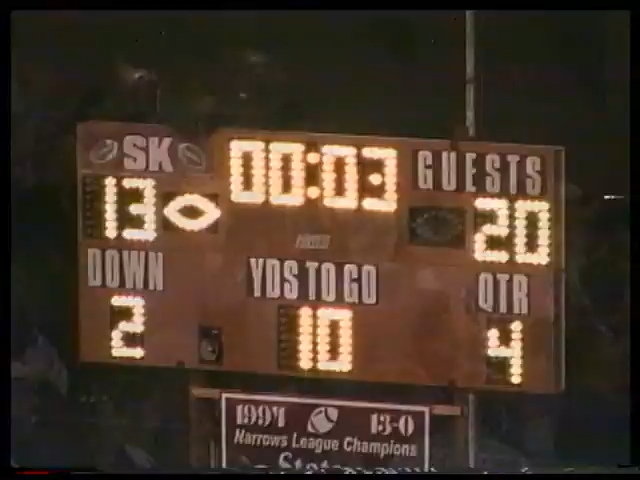 SK 00:03 GUESTS
13 20
DOWN YDS TO GO QTR
2 10 4
1994 13-0
Narrows League Champions